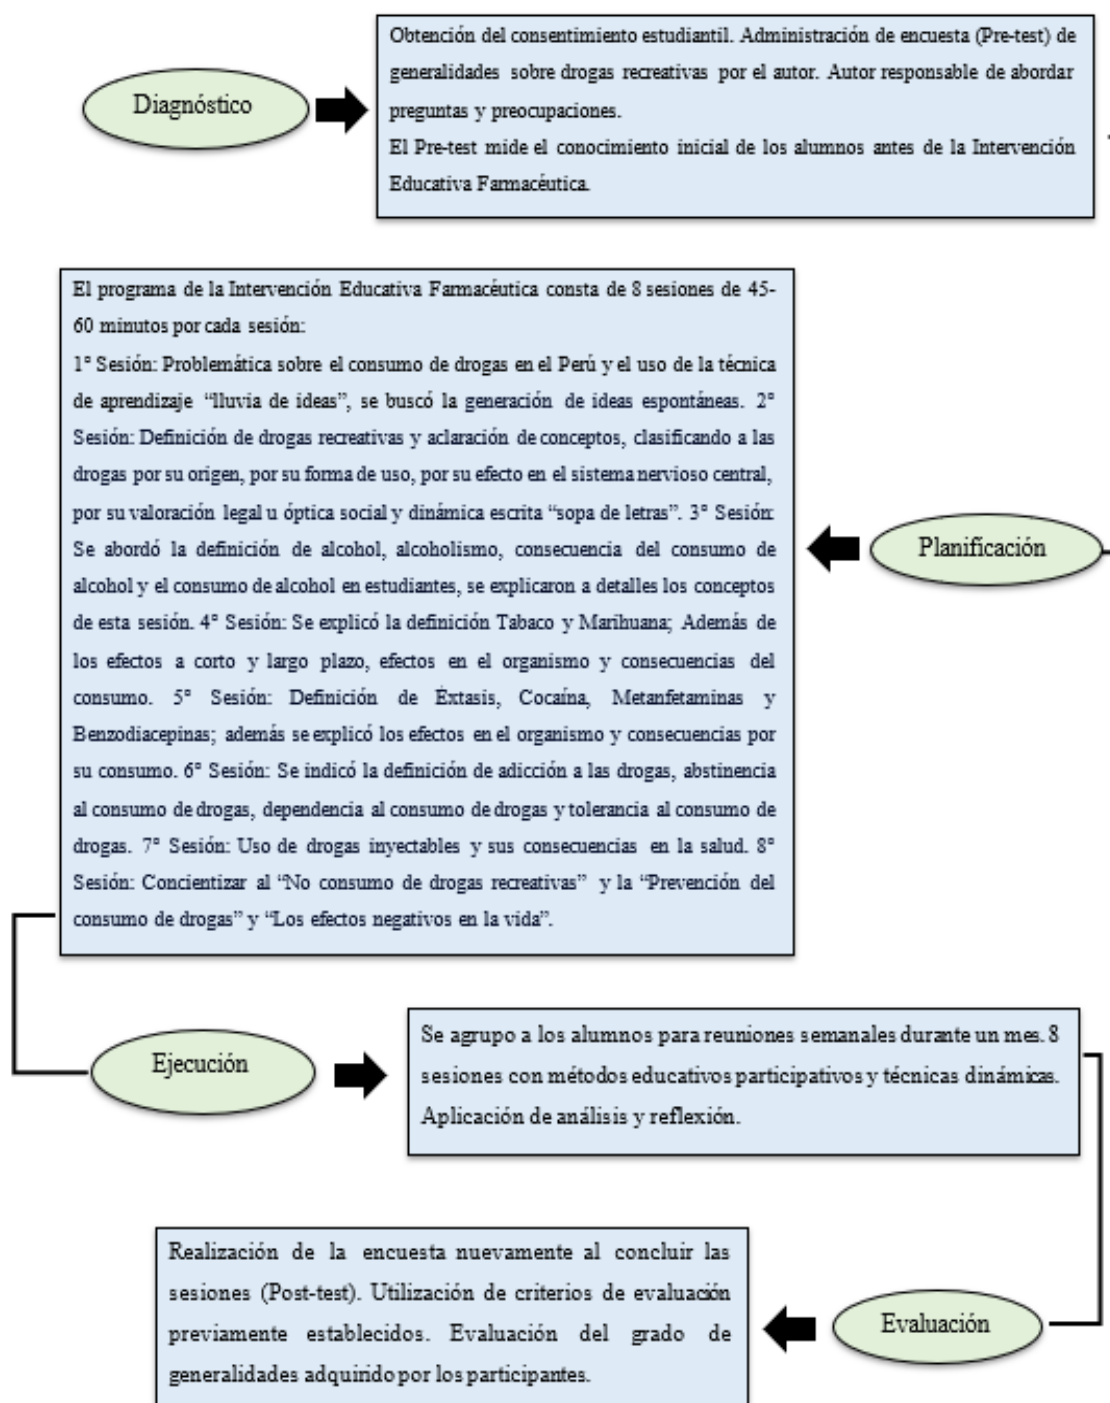 Diagnóstico
Obtención del consentimiento estudiantil. Administración de encuesta (Pre-test) de
generalidades sobre drogas recreativas por el autor. Autor responsable de abordar
preguntas y preocupaciones.
El Pre-test mide el conocimiento inicial de los alumnos antes de la Intervención
Educativa Farmacéutica.
El programa de la Intervención Educativa Farmacéutica consta de 8 sesiones de 45-
60 minutos por cada sesión:
1° Sesión: Problemática sobre el consumo de drogas en el Perú y el uso de la técnica
de aprendizaje “lluvia de ideas”, se buscó la generación de ideas espontáneas. 2°
Sesión: Definición de drogas recreativas y aclaración de conceptos, clasificando a las
drogas por su origen, por su forma de uso, por su efecto en el sistema nervioso central,
por su valoración legal u óptica social y dinámica escrita “sopa de letras”. 3° Sesión:
Se abordó la definición de alcohol, alcoholismo, consecuencia del consumo de
alcohol y el consumo de alcohol en estudiantes, se explicaron a detalles los conceptos
de esta sesión. 4° Sesión: Se explicó la definición Tabaco y Marihuana; Además de
los efectos a corto y largo plazo, efectos en el organismo y consecuencias del
consumo. 5° Sesión: Definición de Éxtasis, Cocaína, Metanfetaminas y
Benzodiacepinas; además se explicó los efectos en el organismo y consecuencias por
su consumo. 6° Sesión: Se indicó la definición de adicción a las drogas, abstinencia
al consumo de drogas, dependencia al consumo de drogas y tolerancia al consumo de
drogas. 7° Sesión: Uso de drogas inyectables y sus consecuencias en la salud. 8°
Sesión: Concientizar al “No consumo de drogas recreativas” y la “Prevención del
consumo de drogas” y “Los efectos negativos en la vida”.
Planificación
Ejecución
Se agrupo a los alumnos para reuniones semanales durante un mes. 8
sesiones con métodos educativos participativos y técnicas dinámicas.
Aplicación de análisis y reflexión.
Realización de la encuesta nuevamente al concluir las
sesiones (Post-test). Utilización de criterios de evaluación
previamente establecidos. Evaluación del grado de
generalidades adquirido por los participantes.
Evaluación